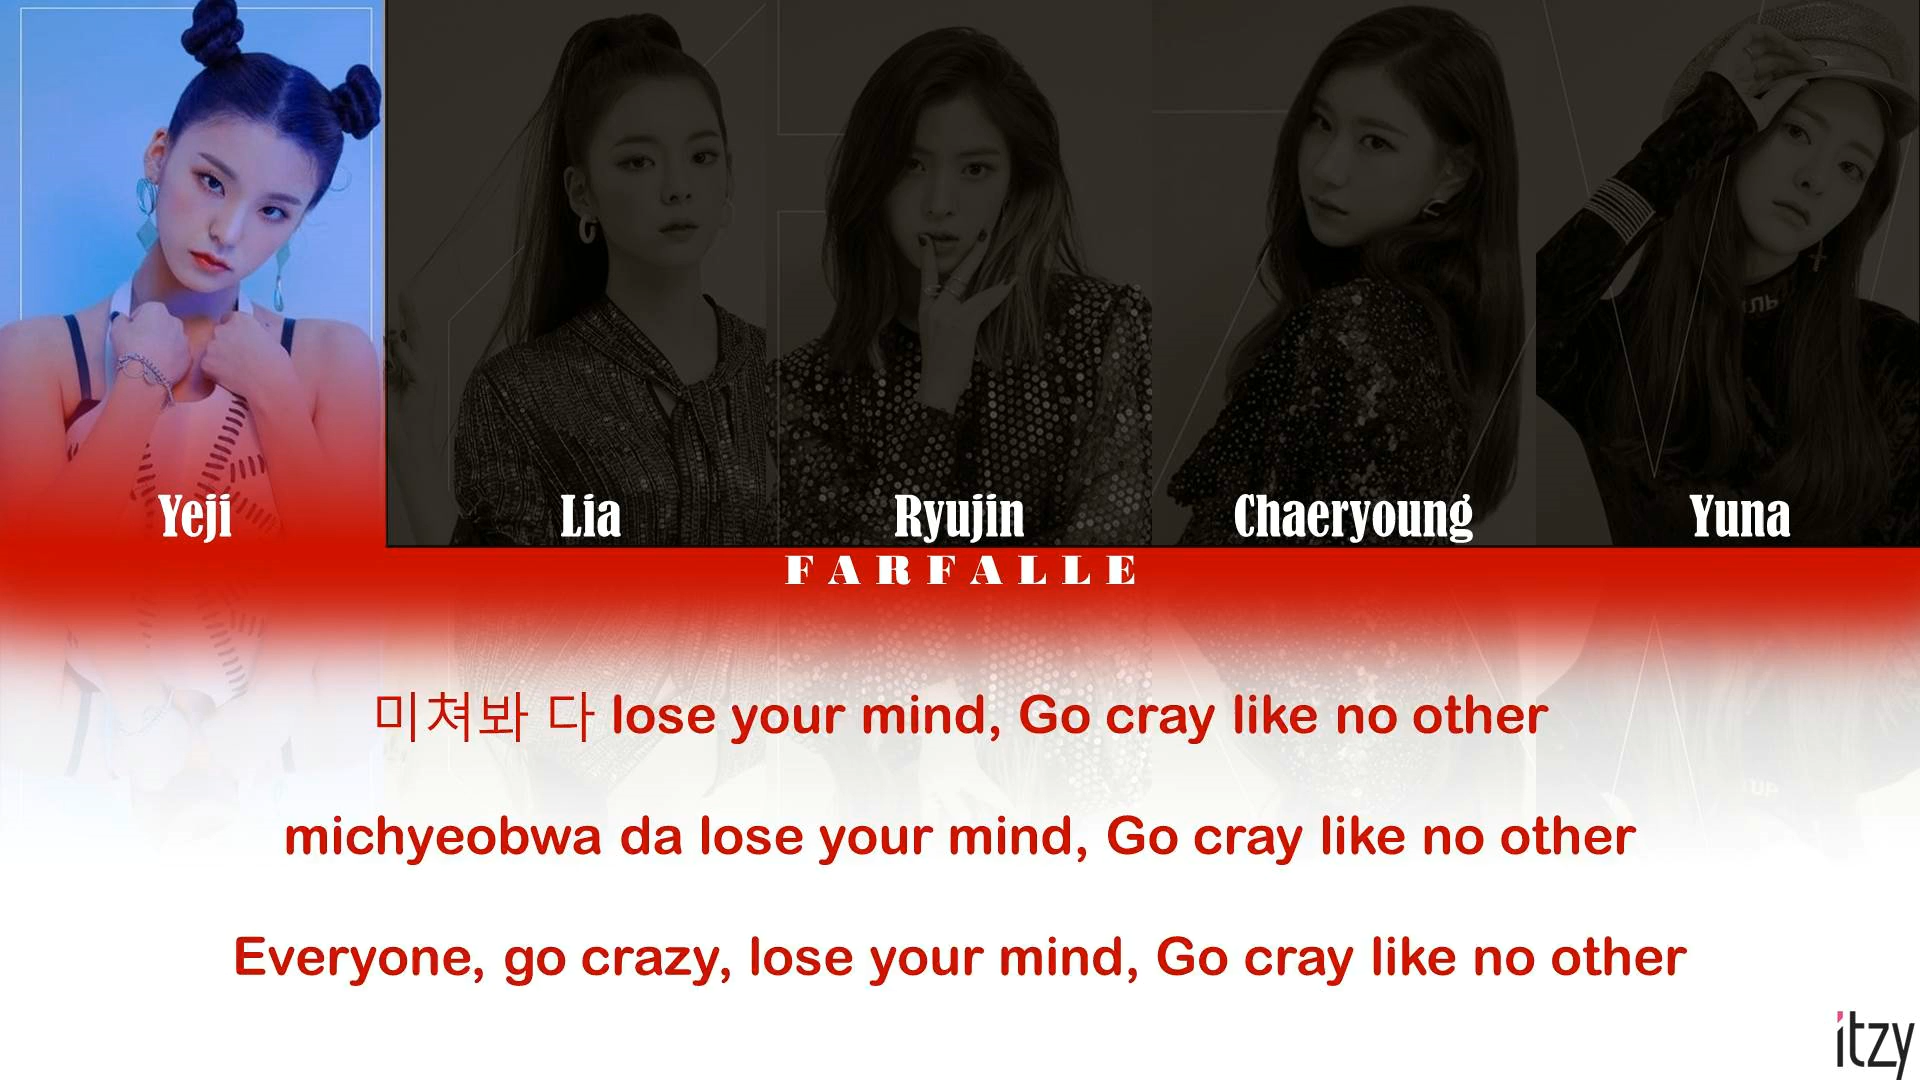 Yeji Lia Ryujin Chaeryoung Yuna
FARFALLE
미쳐봐 다 lose your mind, Go cray like no other
michyeobwa da lose your mind, Go cray like no other
Everyone, go crazy, lose your mind, Go cray like no other
itzy